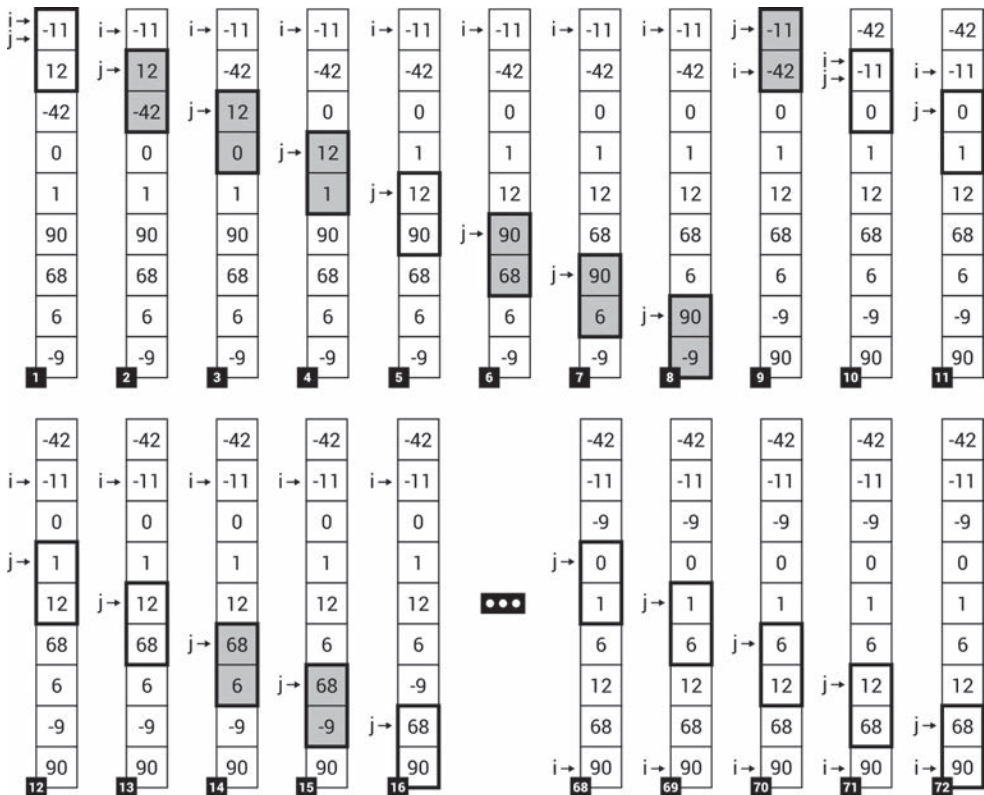 i→ j→ -11 i→ -11 i→ -11 i→ -11 i→ -11 i→ -11 i→ -11 i→ -11 j→ -11 -42 -42
12 j→ 12 -42 -42 -42 -42 -42 -42 i→ -42 i→ j→ -11 i→ -11
-42 -42 j→ 12 0 0 0 0 0 0 0 j→ 0
0 0 0 j→ 12 1 1 1 1 1 1 1
1 1 1 1 j→ 12 12 12 12 12 12 12
90 90 90 90 90 j→ 90 68 68 68 68 68
68 68 68 68 68 68 j→ 90 6 6 6 6
6 6 6 6 6 6 6 j→ 90 -9 -9 -9
-9 -9 -9 -9 -9 -9 -9 -9 90 90 90
1 2 3 4 5 6 7 8 9 10 11
-42 -42 -42 -42 -42 -42 -42 -42 -42 -42
i→ -11 i→ -11 i→ -11 i→ -11 i→ -11 -11 -11 -11 -11 -11
0 0 0 0 0 -9 -9 -9 -9 -9
j→ 1 1 1 1 1 j→ 0 0 0 0 0
12 j→ 12 12 12 12 1 j→ 1 1 1 1
68 68 j→ 68 6 6 6 6 j→ 6 6 6
6 6 6 j→ 68 -9 12 12 12 j→ 12 12
-9 -9 -9 -9 j→ 68 68 68 68 68 j→ 68
90 90 90 90 90 i→ 90 i→ 90 i→ 90 i→ 90 i→ 90
12 13 14 15 16 68 69 70 71 72